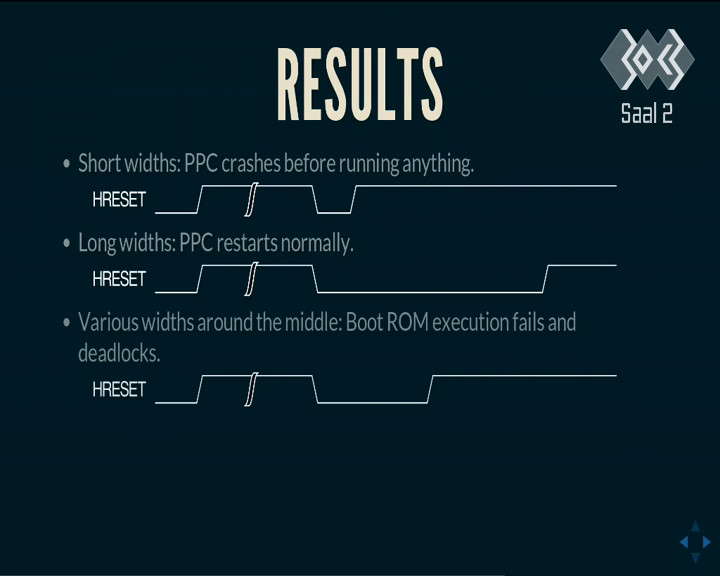 RESULTS
Saal 2
• Short widths: PPC crashes before running anything.
HRESET
• Long widths: PPC restarts normally.
HRESET
• Various widths around the middle: Boot ROM execution fails and
deadlocks.
HRESET